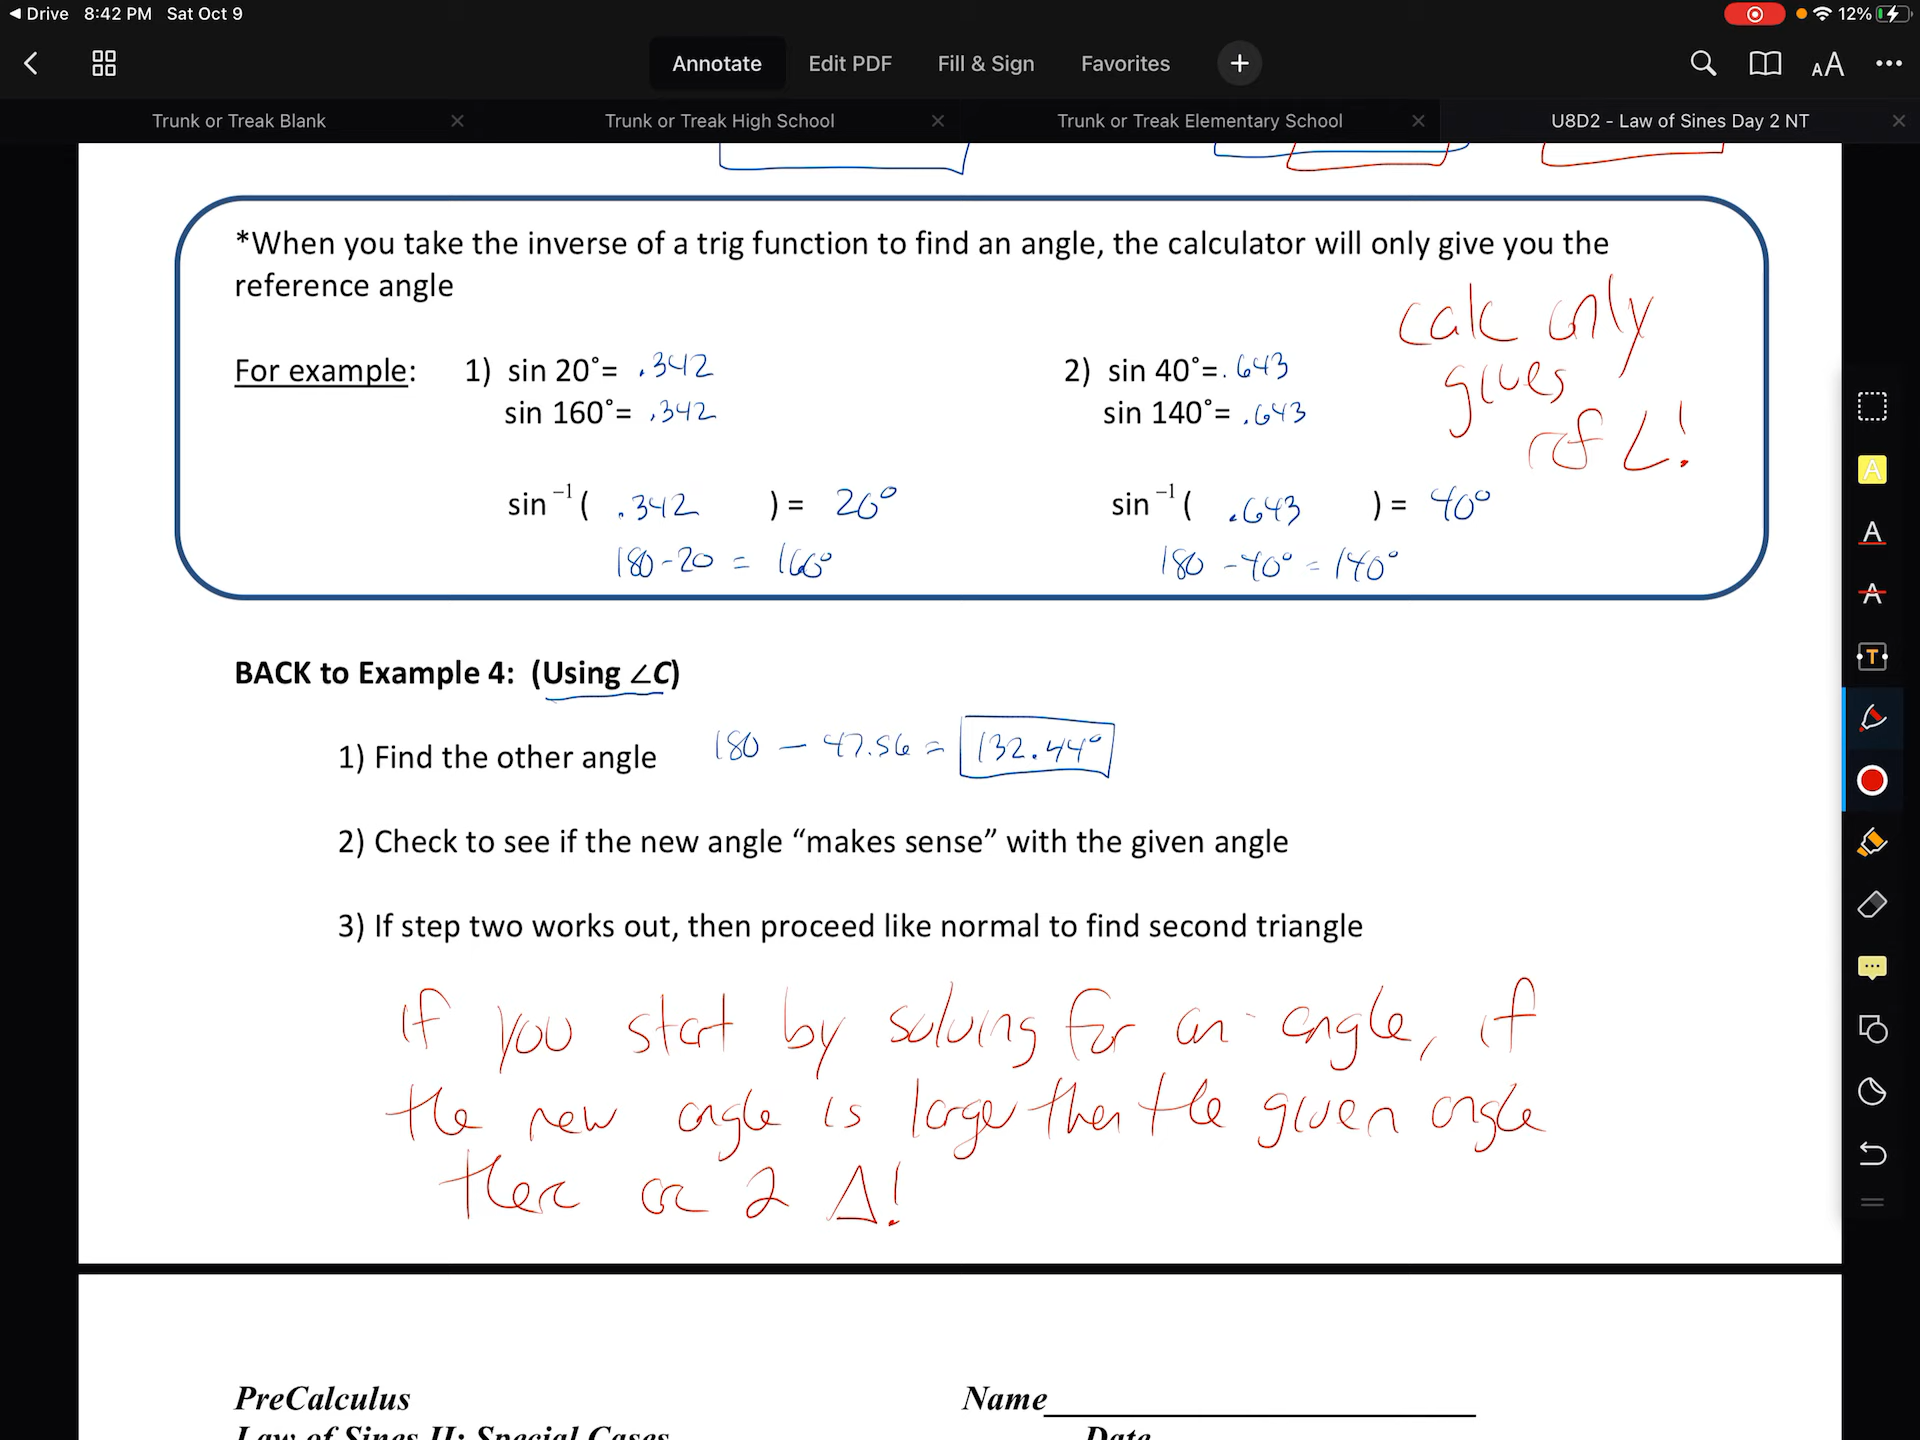 Drive 8:42 PM Sat Oct 9 12%
Annotate Edit PDF Fill & Sign Favorites
Trunk or Treak Blank Trunk or Treak High School Trunk or Treak Elementary School U8D2 - Law of Sines Day 2 NT
*When you take the inverse of a trig function to find an angle, the calculator will only give you the
reference angle
calc only
gives
ref ∠!
For example: 1) sin 20°= .342 2) sin 40°= .643
sin 160°= .342 sin 140°= .643
sin⁻¹( .342 ) = 20° sin⁻¹( .643 ) = 40°
180-20 = 160° 180 -40° = 140°
BACK to Example 4: (Using ∠C)
1) Find the other angle 180 - 47.56 = 132.44°
2) Check to see if the new angle “makes sense” with the given angle
3) If step two works out, then proceed like normal to find second triangle
If you start by solving for an angle, if
the new angle is larger then the given angle
there are 2 Δ!
PreCalculus Name
Law of Sines II: Special Cases Date